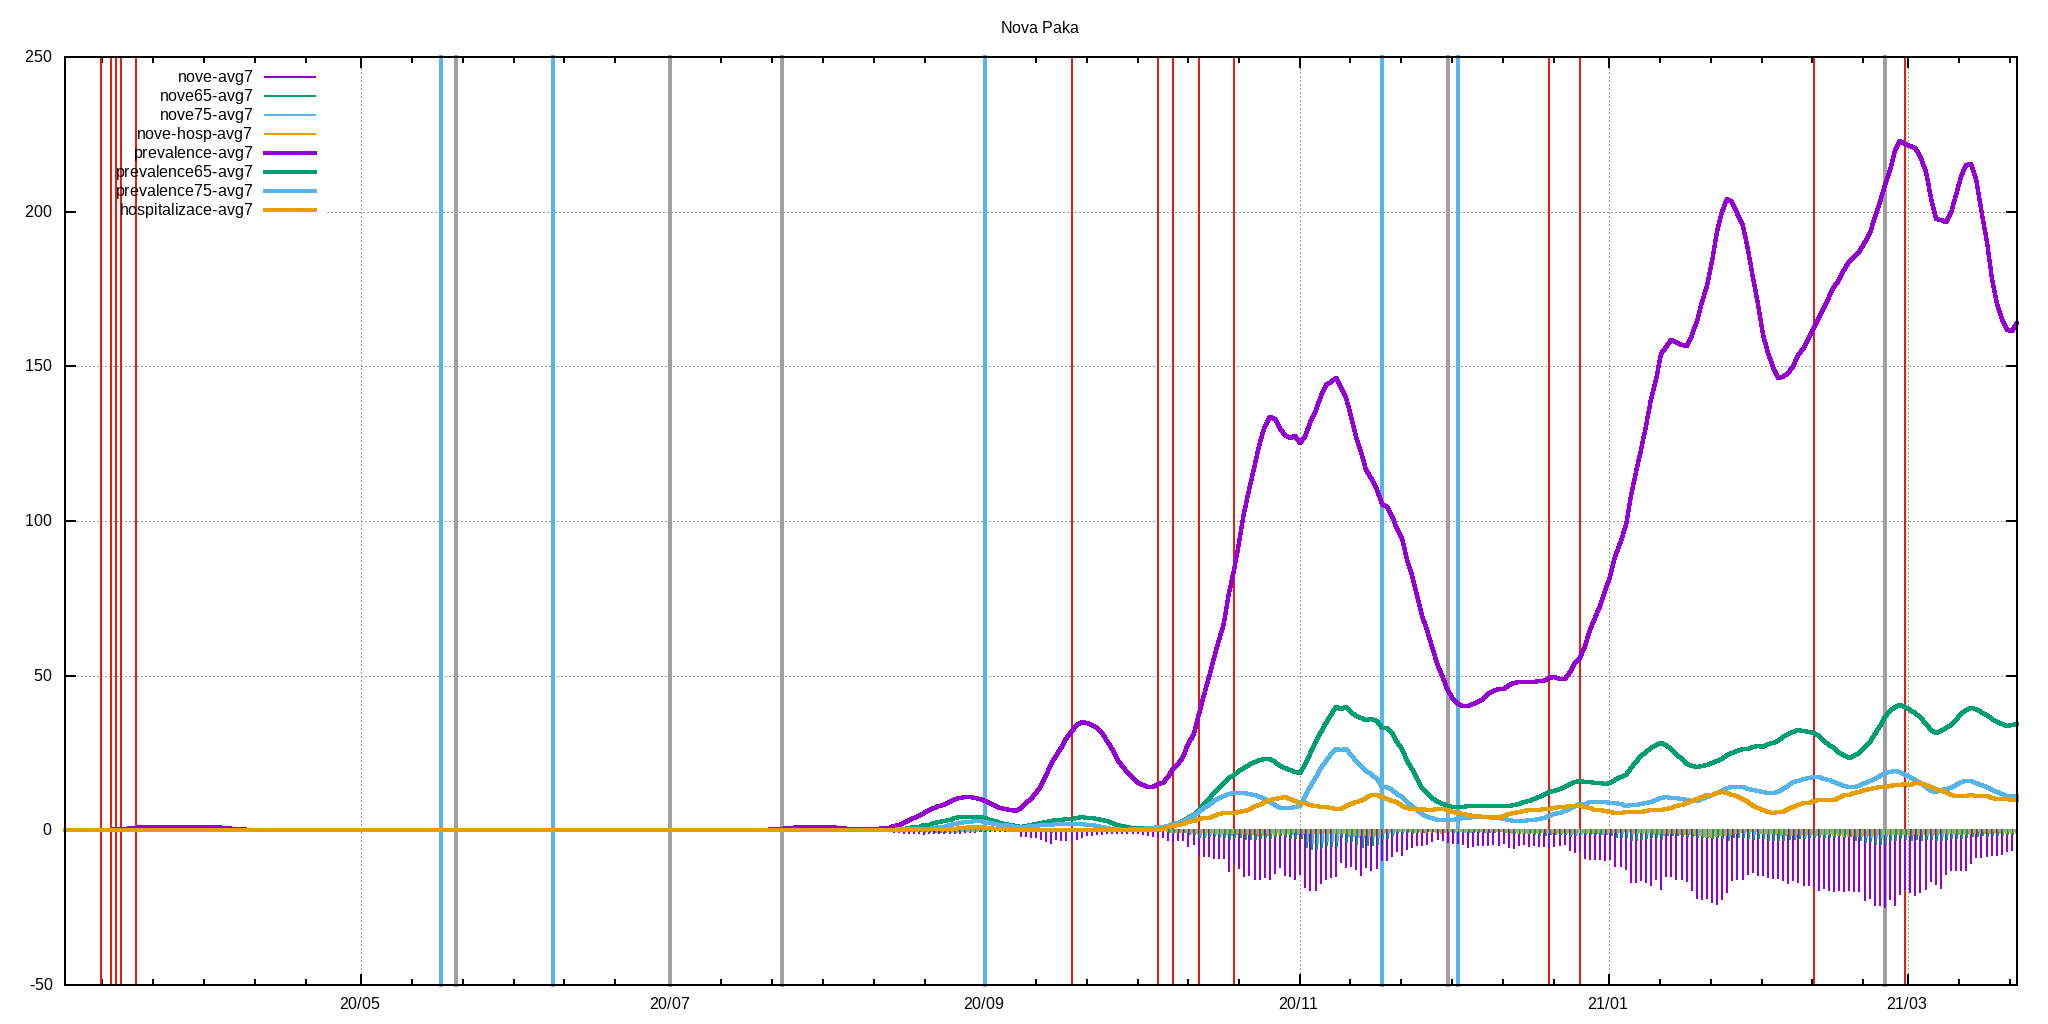 Nova Paka
250
200
150
100
50
0
-50
nove-avg7
nove65-avg7
nove75-avg7
nove-hosp-avg7
prevalence-avg7
prevalence65-avg7
prevalence75-avg7
hospitalizace-avg7
20/05 20/07 20/09 20/11 21/01 21/03